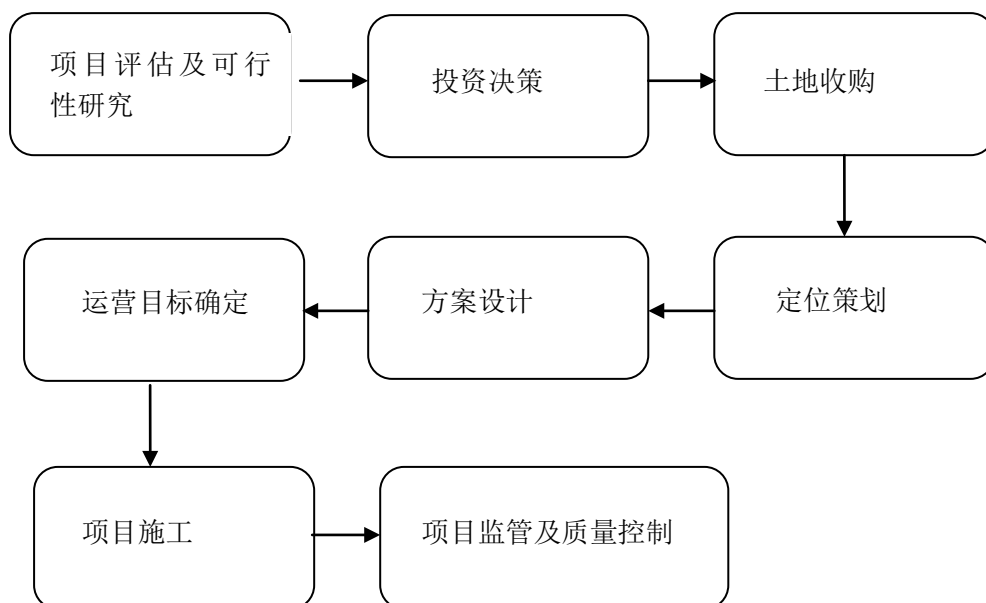 项目评估及可行
性研究
投资决策
土地收购
定位策划
方案设计
运营目标确定
项目施工
项目监管及质量控制